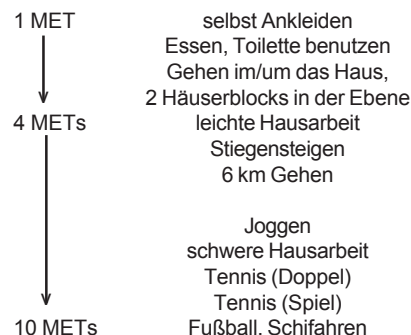 1 MET selbst Ankleiden
Essen, Toilette benutzen
Gehen im/um das Haus,
2 Häuserblocks in der Ebene
4 METs leichte Hausarbeit
Stiegensteigen
6 km Gehen
Joggen
schwere Hausarbeit
Tennis (Doppel)
Tennis (Spiel)
10 METs Fußball, Schifahren